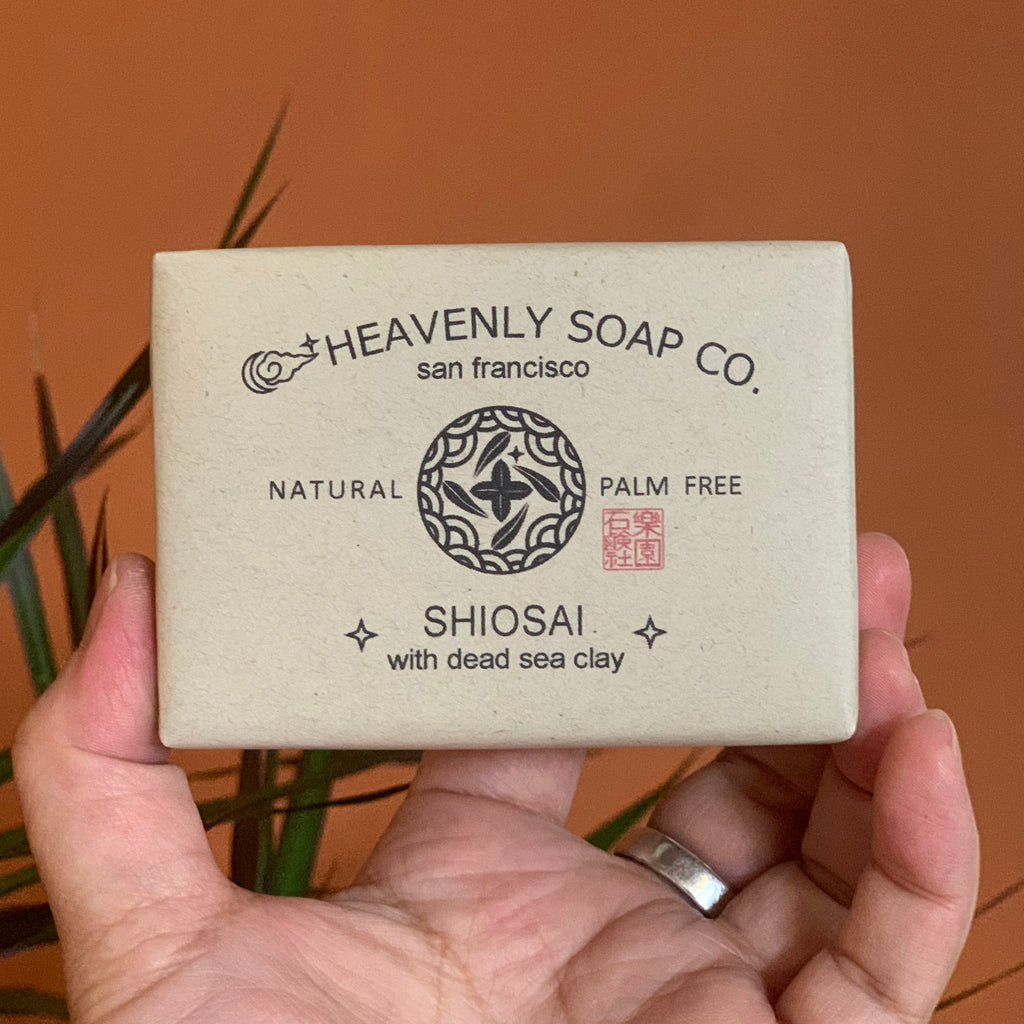 HEAVENLY SOAP CO.
san francisco
NATURAL PALM FREE
樂園
石鹸社
SHIOSAI
with dead sea clay